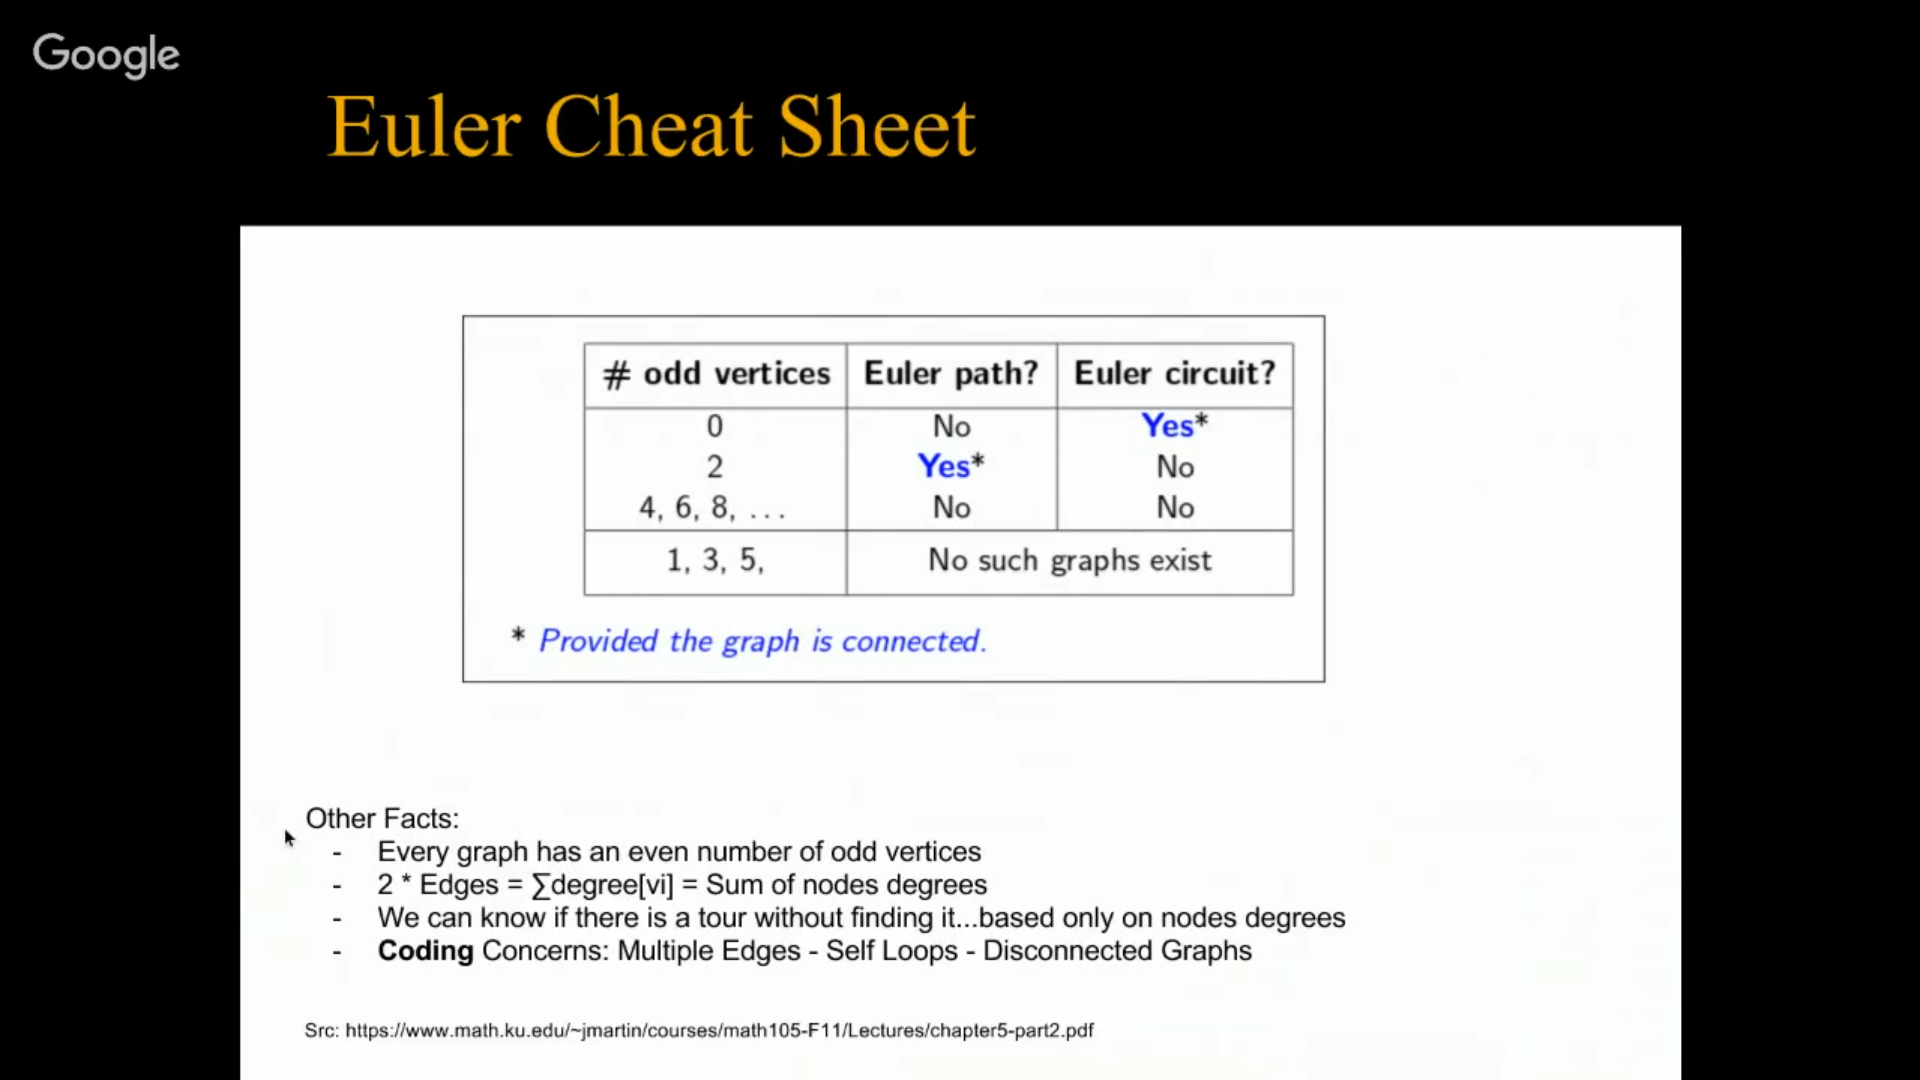 Google
Euler Cheat Sheet
# odd vertices Euler path? Euler circuit?
0 No Yes*
2 Yes* No
4, 6, 8, ... No No
1, 3, 5, No such graphs exist
* Provided the graph is connected.
Other Facts:
- Every graph has an even number of odd vertices
- 2 * Edges = ∑degree[vi] = Sum of nodes degrees
- We can know if there is a tour without finding it...based only on nodes degrees
- Coding Concerns: Multiple Edges - Self Loops - Disconnected Graphs
Src: https://www.math.ku.edu/~jmartin/courses/math105-F11/Lectures/chapter5-part2.pdf